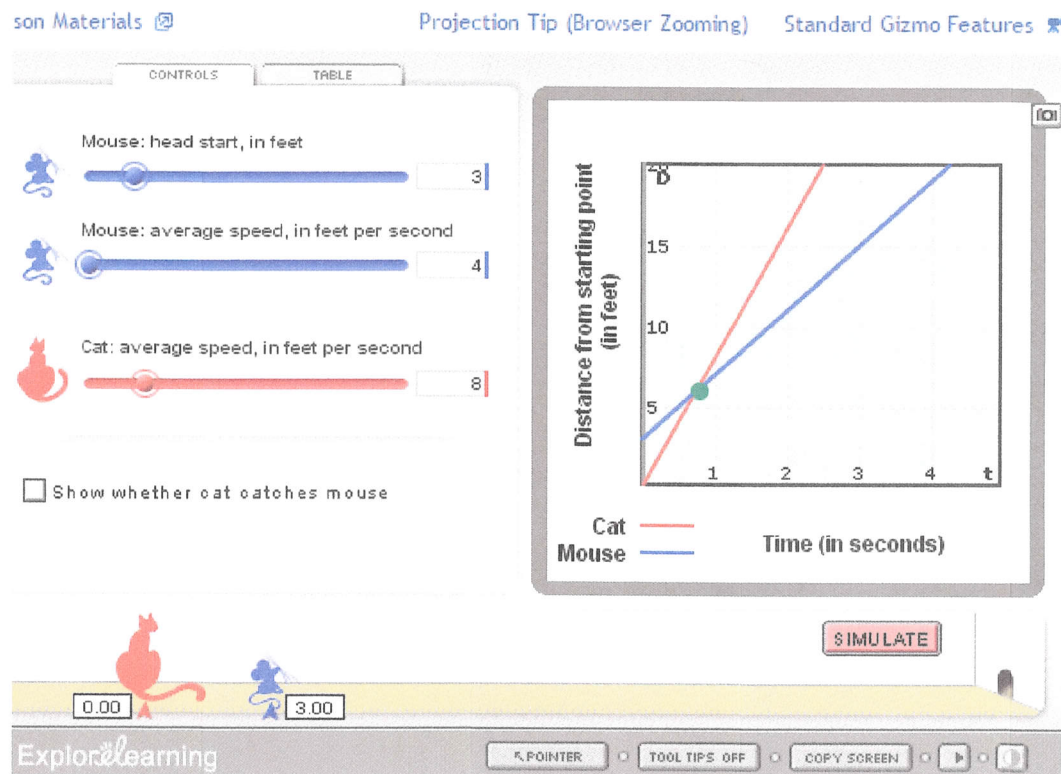 son Materials
Projection Tip (Browser Zooming)
Standard Gizmo Features
CONTROLS
TABLE
Mouse: head start, in feet
3
Mouse: average speed, in feet per second
4
Cat: average speed, in feet per second
8
Show whether cat catches mouse
Distance from starting point
(in feet)
20
D
15
10
5
1 2 3 4 t
Cat
Mouse
Time (in seconds)
SIMULATE
0.00
3.00
ExploreLearning
POINTER
TOOL TIPS OFF
COPY SCREEN